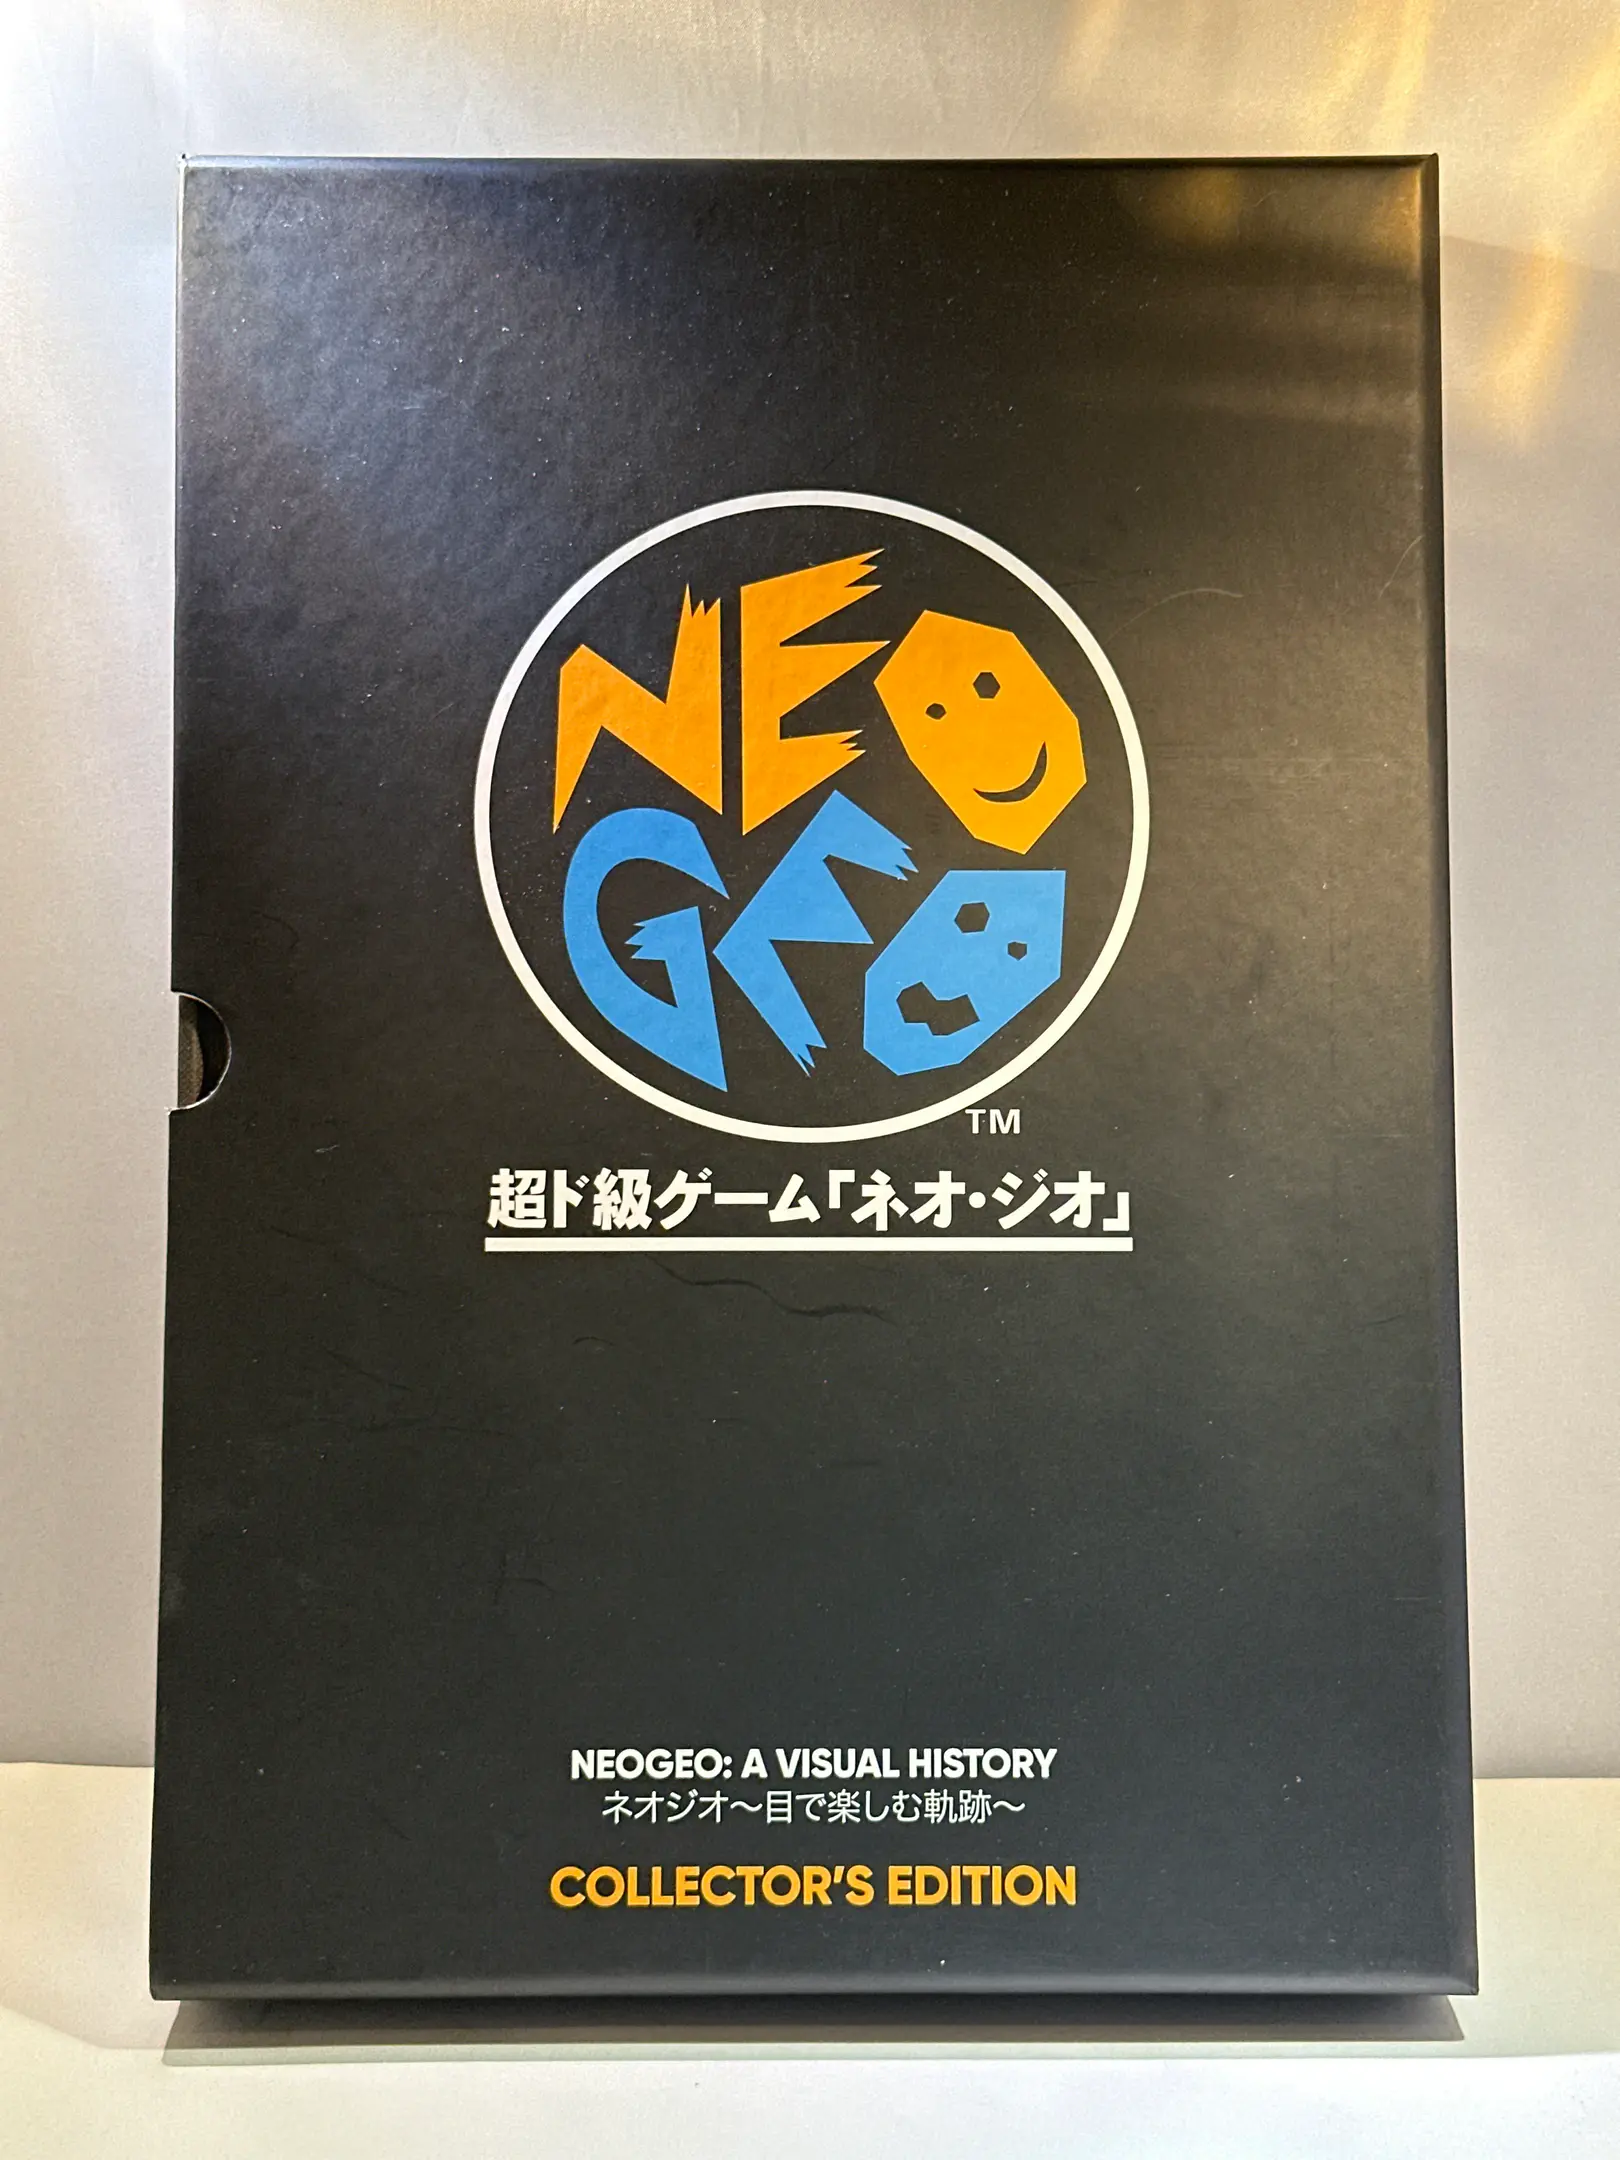 NEO
GEO
TM
超ド級ゲーム「ネオ・ジオ」
NEOGEO: A VISUAL HISTORY
ネオジオ〜目で楽しむ軌跡〜
COLLECTOR'S EDITION